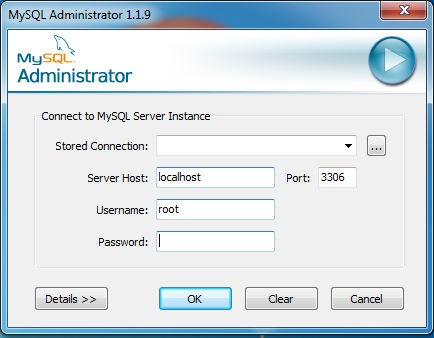 MySQL Administrator 1.1.9
MySQL
Administrator
Connect to MySQL Server Instance
Stored Connection: ...
Server Host: localhost Port: 3306
Username: root
Password:
Details >> OK Clear Cancel